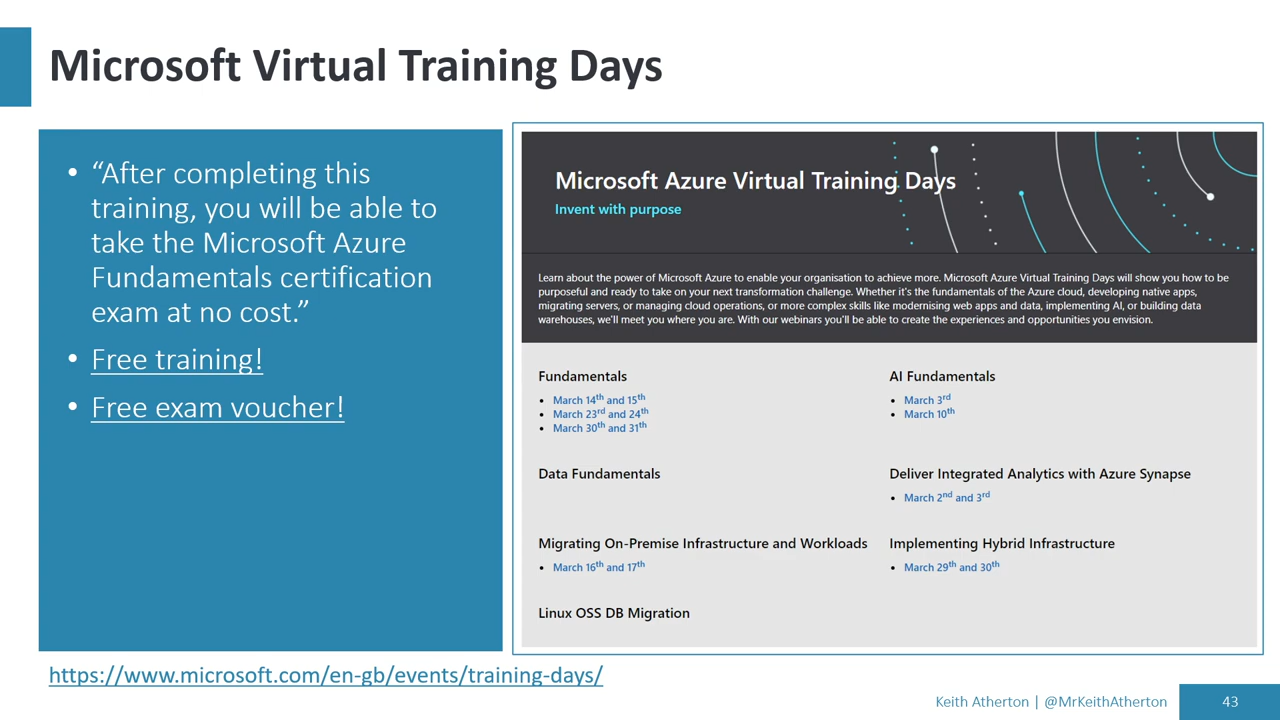 Microsoft Virtual Training Days
• “After completing this
training, you will be able to
take the Microsoft Azure
Fundamentals certification
exam at no cost.”
• Free training!
• Free exam voucher!
Microsoft Azure Virtual Training Days
Invent with purpose
Learn about the power of Microsoft Azure to enable your organisation to achieve more. Microsoft Azure Virtual Training Days will show you how to be
purposeful and ready to take on your next transformation challenge. Whether it's the fundamentals of the Azure cloud, developing native apps,
migrating servers, or managing cloud operations, or more complex skills like modernising web apps and data, implementing AI, or building data
warehouses, we'll meet you where you are. With our webinars you'll be able to create the experiences and opportunities you envision.
Fundamentals
• March 14th and 15th
• March 23rd and 24th
• March 30th and 31th
AI Fundamentals
• March 3rd
• March 10th
Data Fundamentals
Deliver Integrated Analytics with Azure Synapse
• March 2nd and 3rd
Migrating On-Premise Infrastructure and Workloads
• March 16th and 17th
Implementing Hybrid Infrastructure
• March 29th and 30th
Linux OSS DB Migration
https://www.microsoft.com/en-gb/events/training-days/
Keith Atherton | @MrKeithAtherton
43